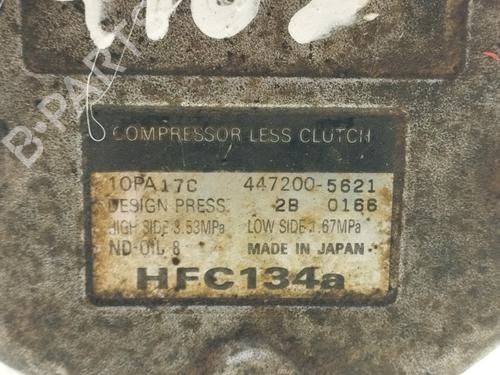 B-PARTS
COMPRESSOR LESS CLUTCH
10PA17C 447200-5621
DESIGN PRESS 2B 0166
HIGH SIDE 3.53MPa LOW SIDE 1.67MPa
ND-OIL 8 MADE IN JAPAN
HFC134a